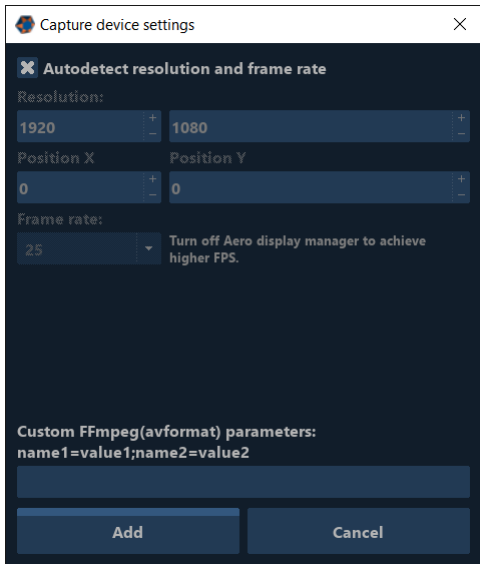 Capture device settings
Autodetect resolution and frame rate
Resolution:
1920 1080
Position X Position Y
0 0
Frame rate:
25 Turn off Aero display manager to achieve
higher FPS.
Custom FFmpeg(avformat) parameters:
name1=value1;name2=value2
Add Cancel